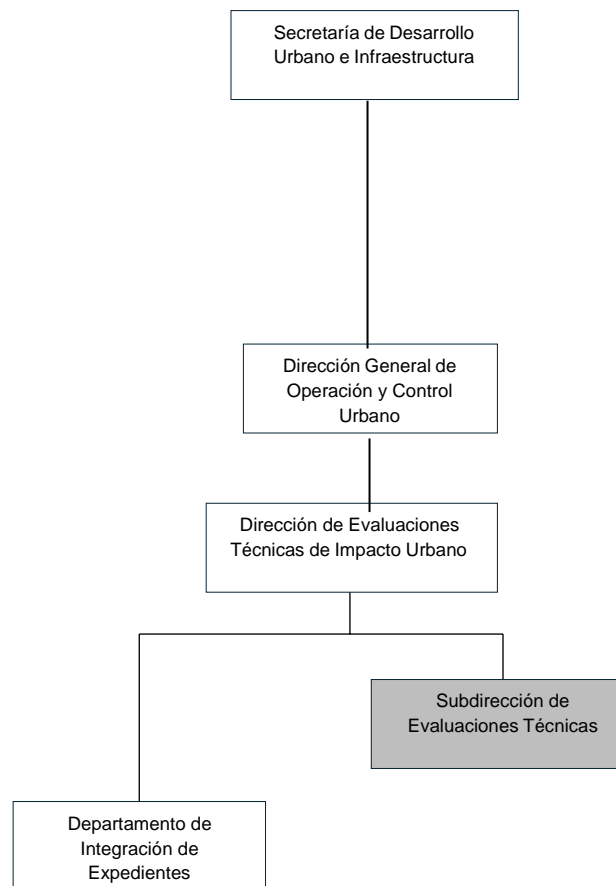 Secretaría de Desarrollo
Urbano e Infraestructura
Dirección General de
Operación y Control
Urbano
Dirección de Evaluaciones
Técnicas de Impacto Urbano
Subdirección de
Evaluaciones Técnicas
Departamento de
Integración de
Expedientes